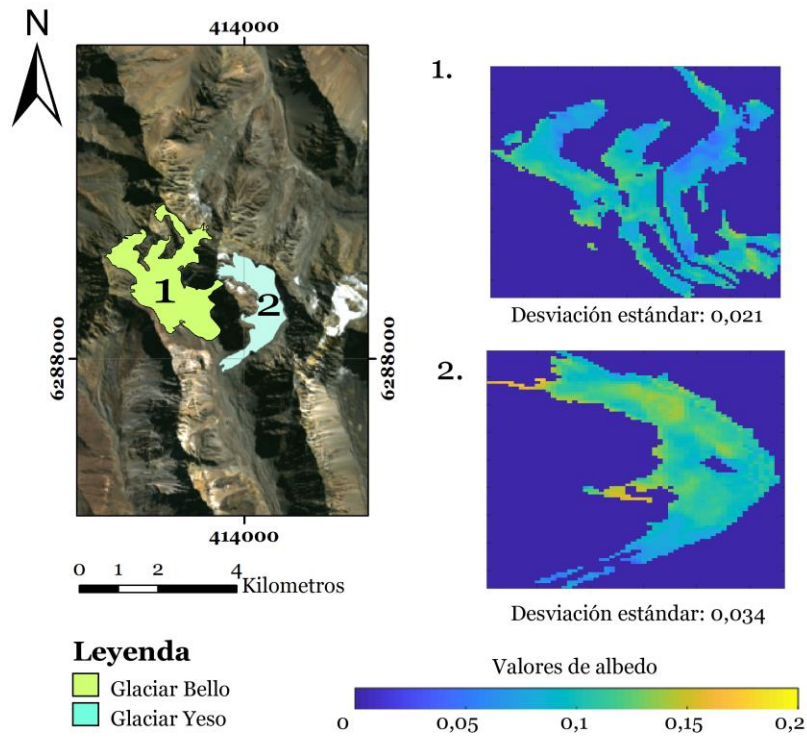 N
414000
1
2
6288000
6288000
414000
0 1 2 4
Kilometros
Leyenda
Glaciar Bello
Glaciar Yeso
1.
Desviación estándar: 0,021
2.
Desviación estándar: 0,034
Valores de albedo
0 0,05 0,1 0,15 0,2